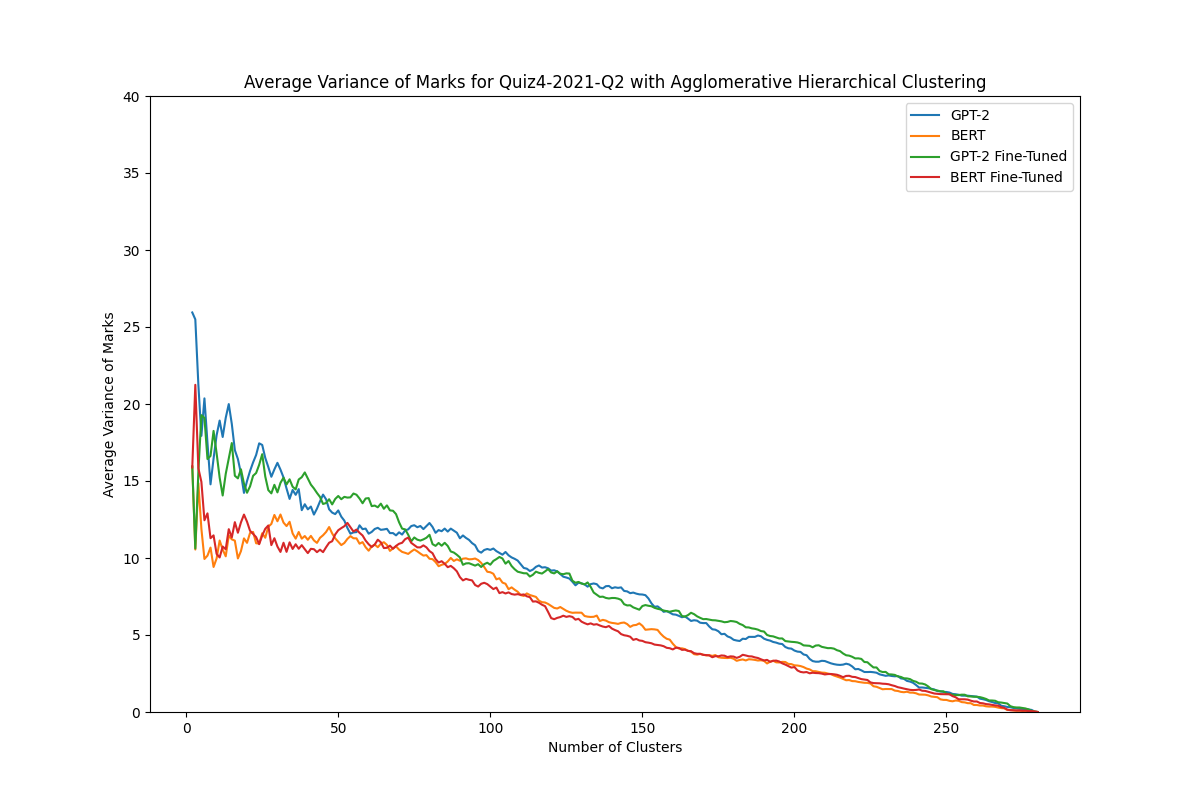 Average Variance of Marks for Quiz4-2021-Q2 with Agglomerative Hierarchical Clustering
40
35
30
25
20
15
10
5
0
Average Variance of Marks
GPT-2
BERT
GPT-2 Fine-Tuned
BERT Fine-Tuned
0 50 100 150 200 250
Number of Clusters